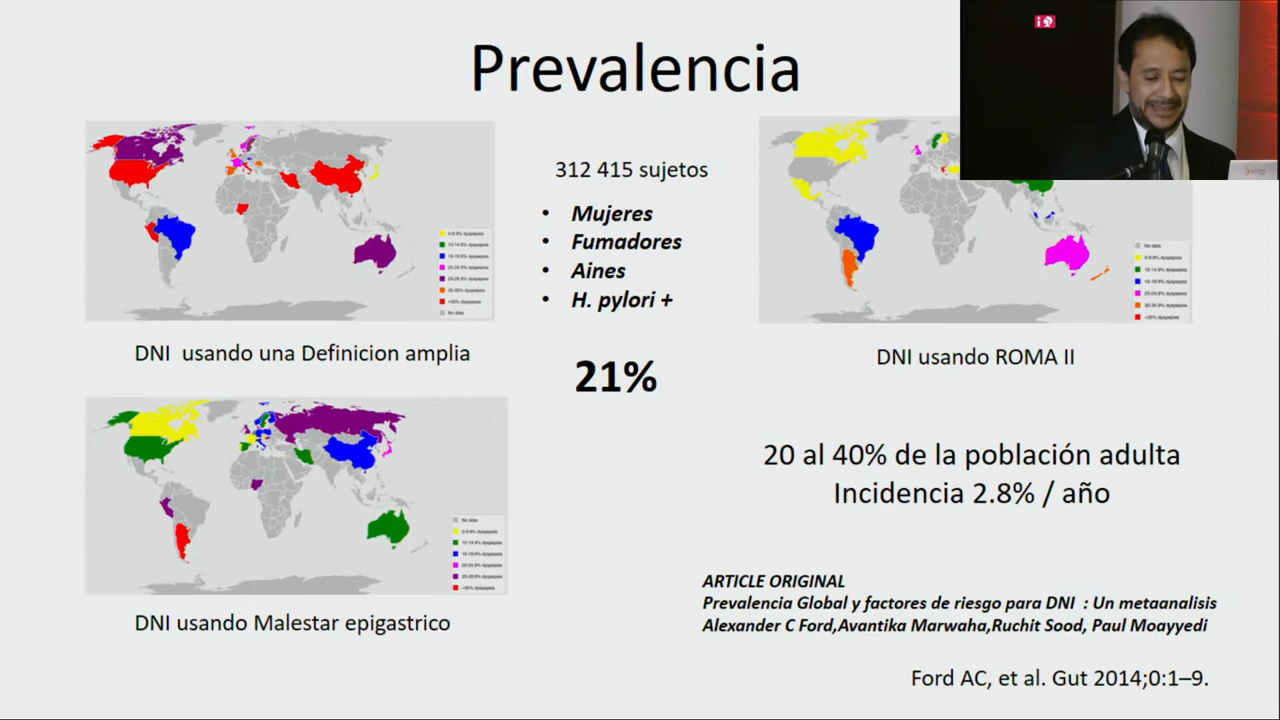 Prevalencia
312 415 sujetos
• Mujeres
• Fumadores
• Aines
• H. pylori +
21%
DNI usando una Definicion amplia
DNI usando ROMA II
DNI usando Malestar epigastrico
20 al 40% de la población adulta
Incidencia 2.8% / año
ARTICLE ORIGINAL
Prevalencia Global y factores de riesgo para DNI : Un metaanalisis
Alexander C Ford,Avantika Marwaha,Ruchit Sood, Paul Moayyedi
Ford AC, et al. Gut 2014;0:1–9.